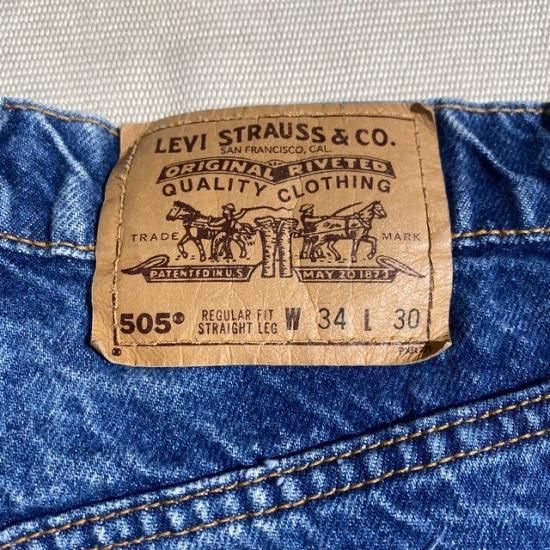 LEVI STRAUSS & CO.
SAN FRANCISCO, CAL.
ORIGINAL RIVETED
QUALITY CLOTHING
TRADE MARK
PATENTED IN U.S. MAY 20 1873
505® REGULAR FIT W 34 L 30
STRAIGHT LEG
®